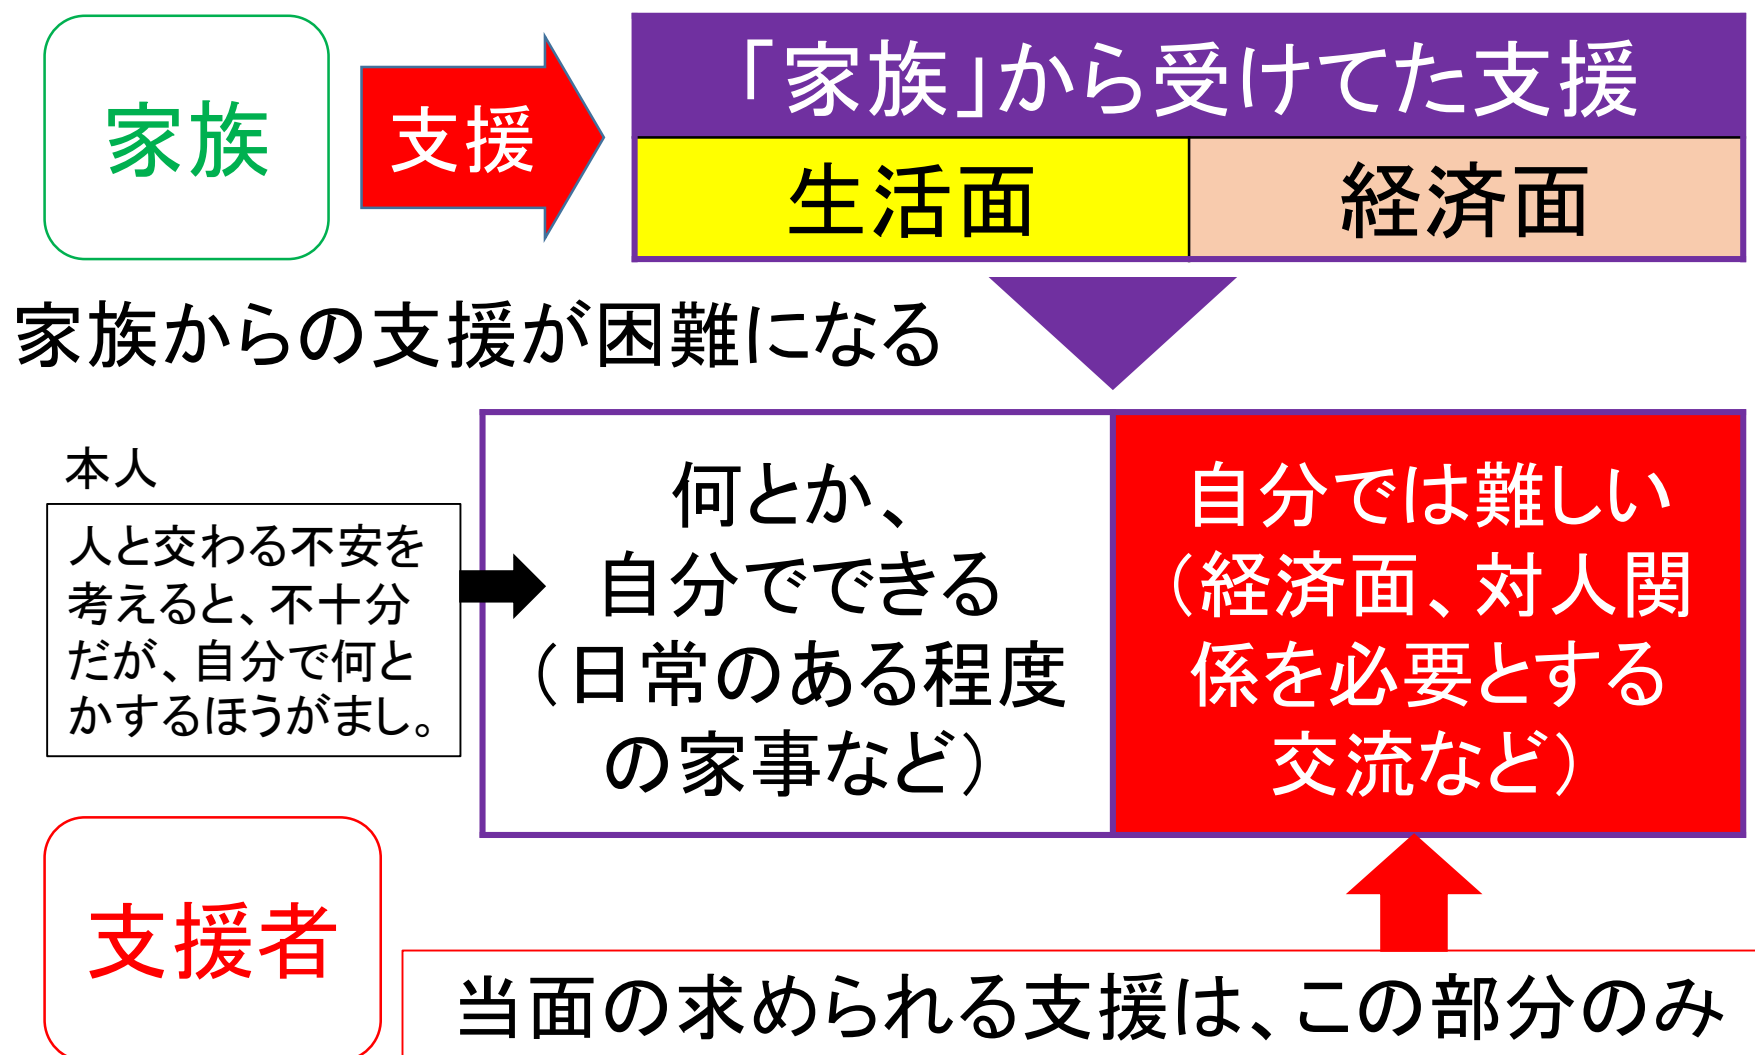 家族
支援
「家族」から受けてた支援
生活面
経済面
家族からの支援が困難になる
本人
人と交わる不安を
考えると、不十分
だが、自分で何と
かするほうがまし。
何とか、
自分でできる
（日常のある程度
の家事など）
自分では難しい
（経済面、対人関
係を必要とする
交流など）
支援者
当面の求められる支援は、この部分のみ